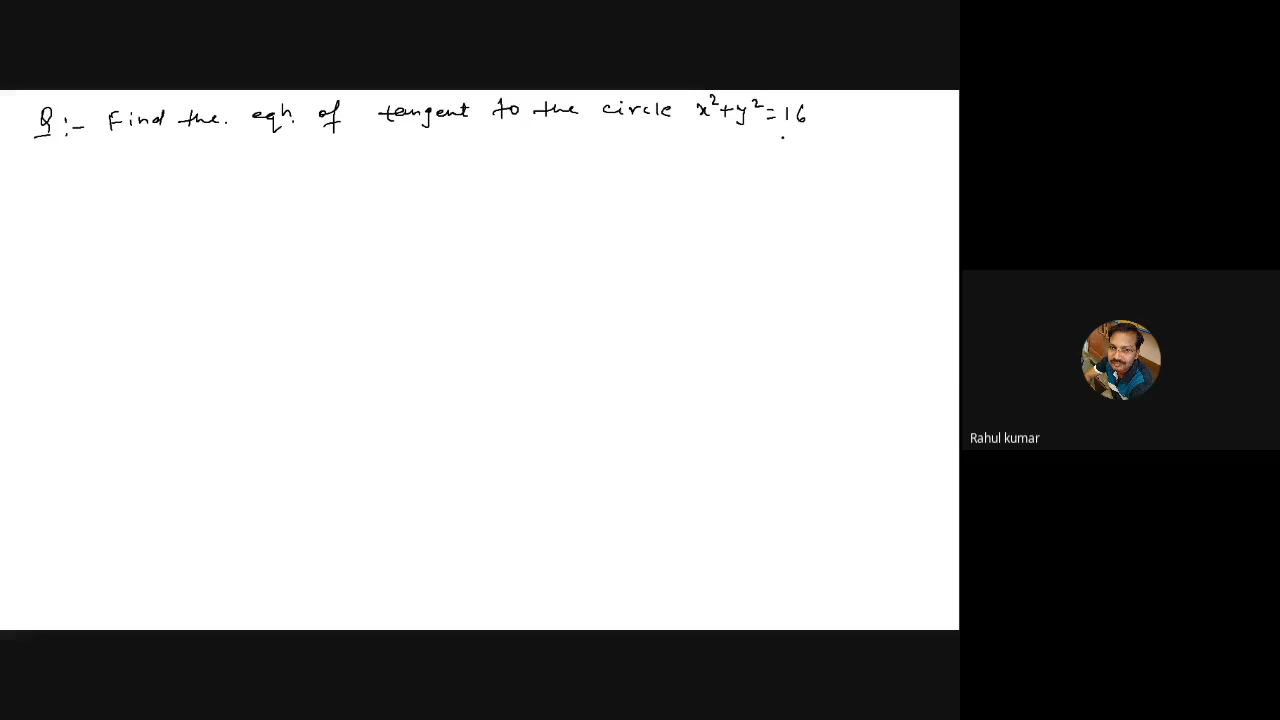 Q:- Find the. eqn. of tangent to the circle x²+y²=16
Rahul kumar